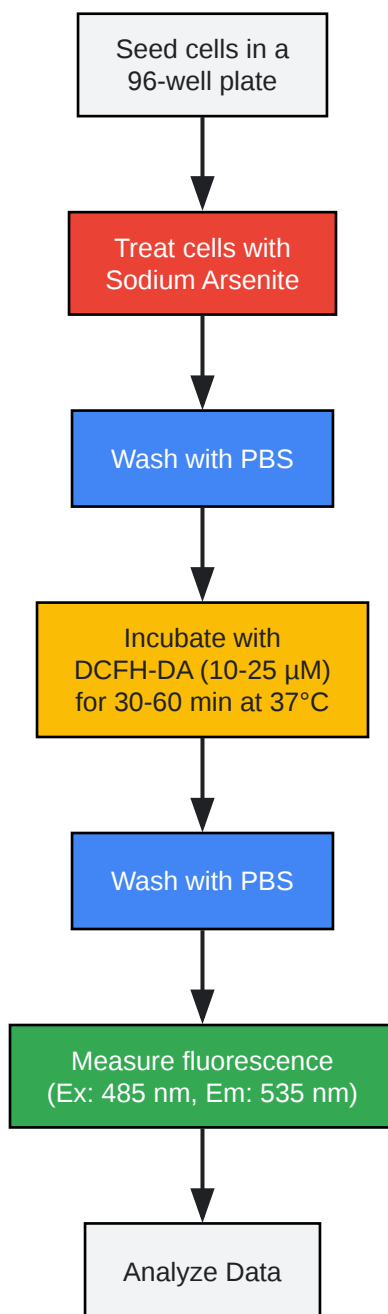 Seed cells in a
96-well plate
Treat cells with
Sodium Arsenite
Wash with PBS
Incubate with
DCFH-DA (10-25 µM)
for 30-60 min at 37°C
Wash with PBS
Measure fluorescence
(Ex: 485 nm, Em: 535 nm)
Analyze Data